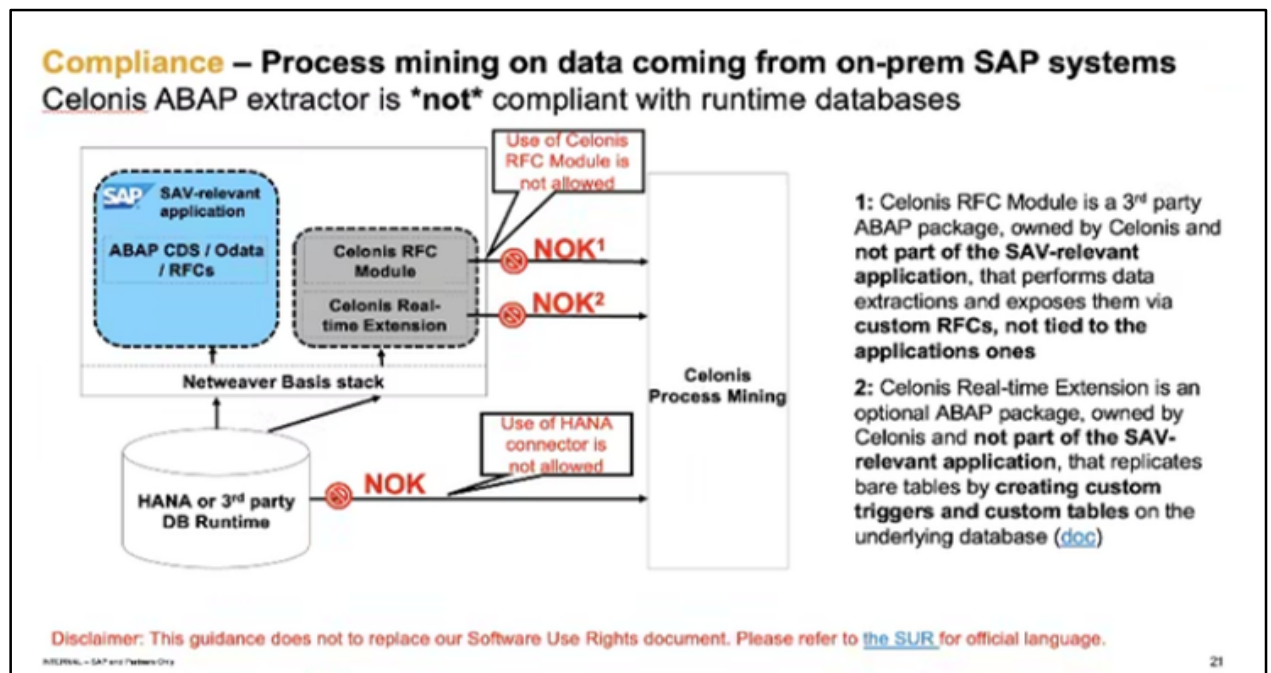 Compliance – Process mining on data coming from on-prem SAP systems
Celonis ABAP extractor is *not* compliant with runtime databases
SAP
SAV-relevant
application
ABAP CDS / Odata
/ RFCs
Celonis RFC
Module
Celonis Real-
time Extension
Netweaver Basis stack
HANA or 3rd party
DB Runtime
Use of Celonis
RFC Module is
not allowed
NOK1
NOK2
Use of HANA
connector is
not allowed
NOK
Celonis
Process Mining
1: Celonis RFC Module is a 3rd party
ABAP package, owned by Celonis and
not part of the SAV-relevant
application, that performs data
extractions and exposes them via
custom RFCs, not tied to the
applications ones
2: Celonis Real-time Extension is an
optional ABAP package, owned by
Celonis and not part of the SAV-
relevant application, that replicates
bare tables by creating custom
triggers and custom tables on the
underlying database (doc)
Disclaimer: This guidance does not to replace our Software Use Rights document. Please refer to the SUR for official language.
INTERNAL – SAP and Partners Only
21